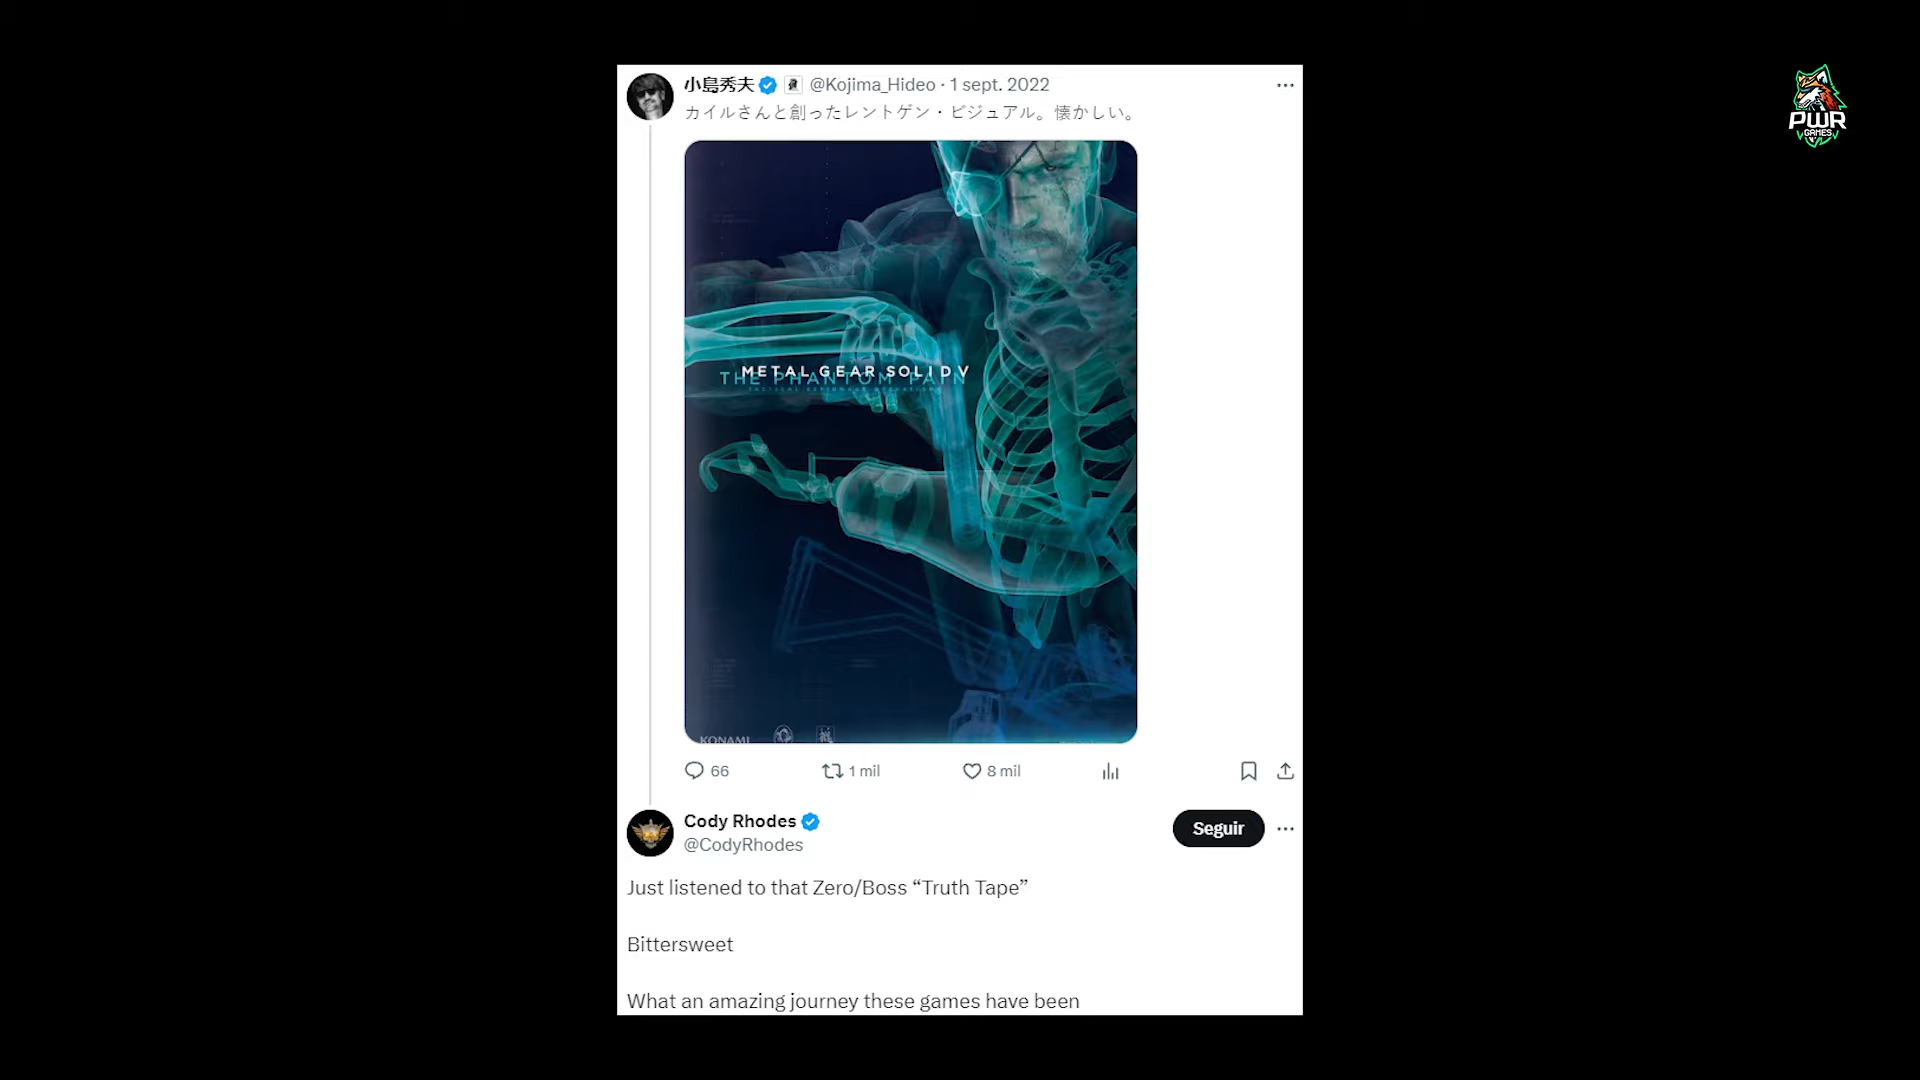 小島秀夫 @Kojima_Hideo · 1 sept. 2022
カイルさんと創ったレントゲン・ビジュアル。懐かしい。
METAL GEAR SOLID V
THE PHANTOM PAIN
KONAMI
66 1 mil 8 mil
Cody Rhodes
@CodyRhodes
Seguir
Just listened to that Zero/Boss “Truth Tape”
Bittersweet
What an amazing journey these games have been
PWR
GAMES